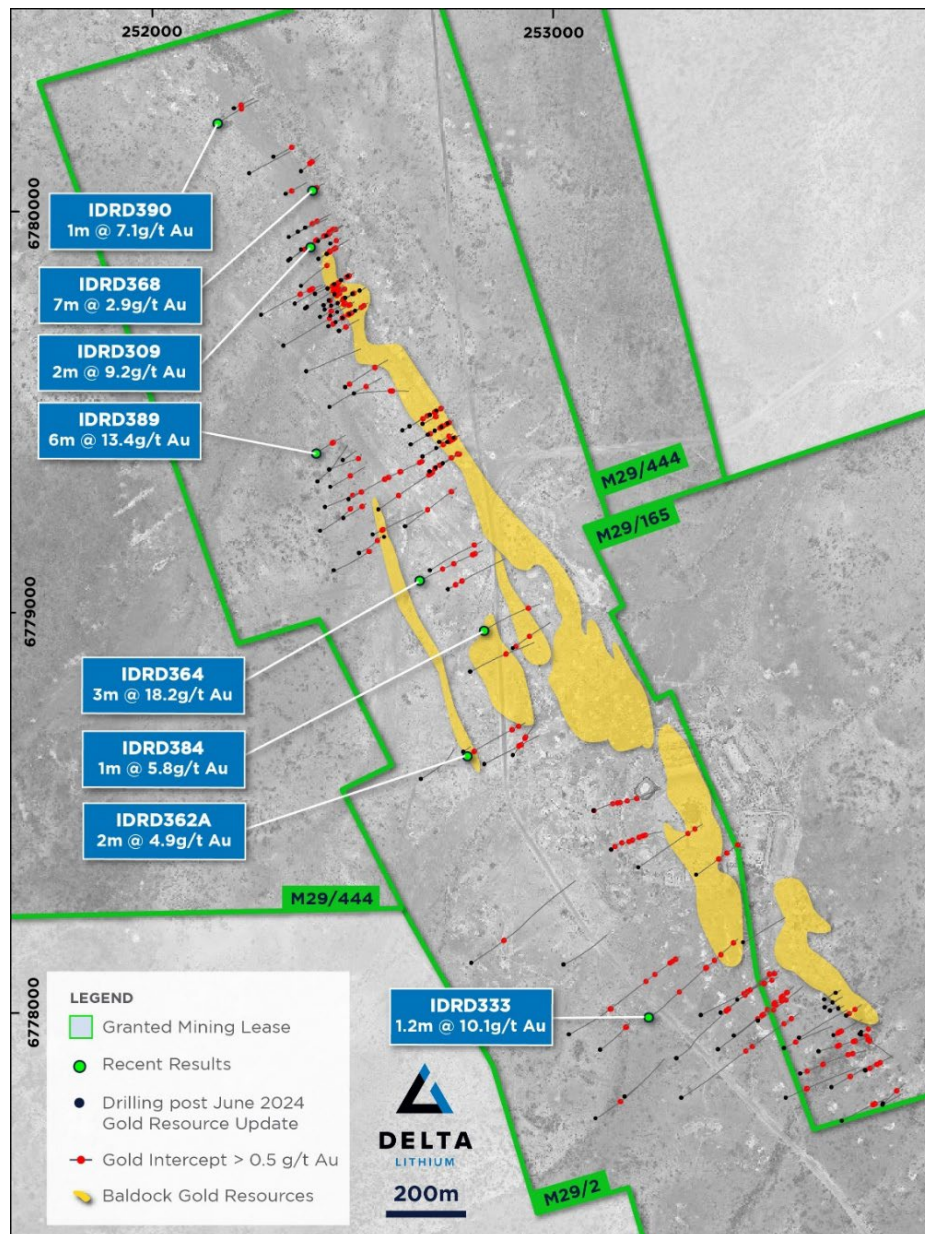 252000
253000
6780000
IDRD390
1m @ 7.1g/t Au
IDRD368
7m @ 2.9g/t Au
IDRD309
2m @ 9.2g/t Au
IDRD389
6m @ 13.4g/t Au
M29/444
M29/165
6779000
IDRD364
3m @ 18.2g/t Au
IDRD384
1m @ 5.8g/t Au
IDRD362A
2m @ 4.9g/t Au
M29/444
6778000
IDRD333
1.2m @ 10.1g/t Au
LEGEND
Granted Mining Lease
Recent Results
Drilling post June 2024
Gold Resource Update
Gold Intercept > 0.5 g/t Au
Baldock Gold Resources
DELTA
LITHIUM
200m
M29/2